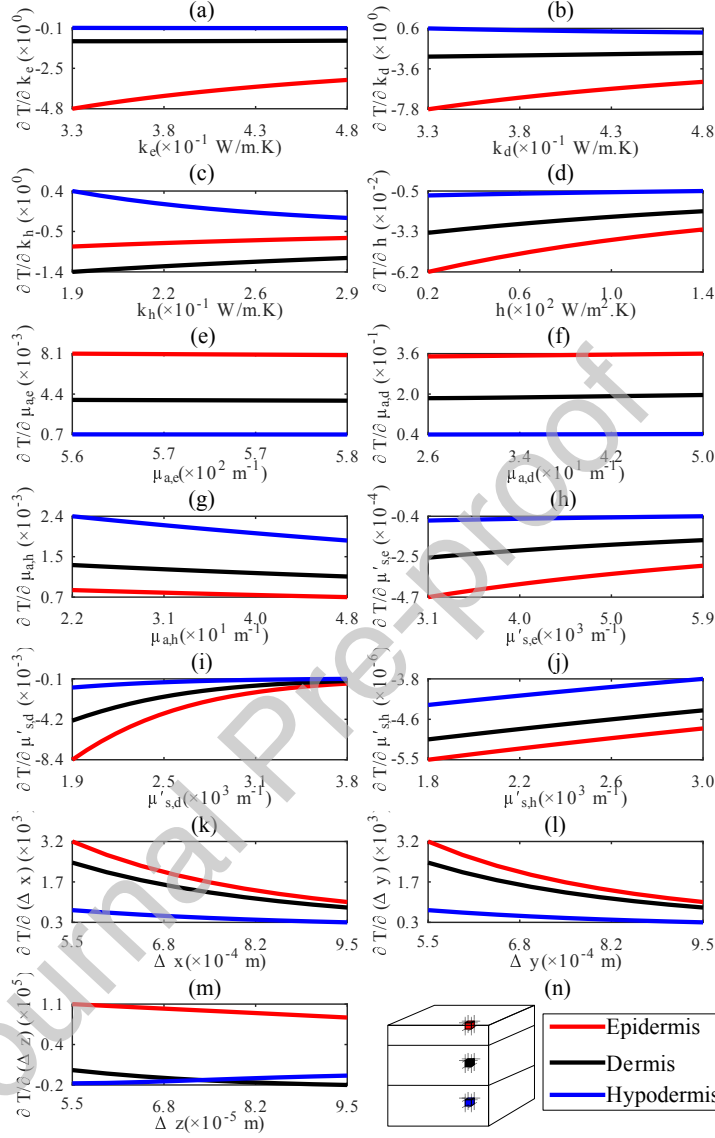 (a) (b)
∂ T/∂ k_e (×10^0) -0.1 -2.5 -4.8
3.3 3.8 4.3 4.8
k_e(×10^-1 W/m.K)
∂ T/∂ k_d (×10^0) 0.6 -3.6 -7.8
3.3 3.8 4.3 4.8
k_d(×10^-1 W/m.K)
(c) (d)
∂ T/∂ k_h (×10^0) 0.4 -0.5 -1.4
1.9 2.2 2.6 2.9
k_h(×10^-1 W/m.K)
∂ T/∂ h (×10^-2) -0.5 -3.3 -6.2
0.2 0.6 1.0 1.4
h(×10^2 W/m^2.K)
(e) (f)
∂ T/∂ μ_a,e (×10^-3) 8.1 4.4 0.7
5.6 5.7 5.7 5.8
μ_a,e(×10^2 m^-1)
∂ T/∂ μ_a,d (×10^-1) 3.6 2.0 0.4
2.6 3.4 4.2 5.0
μ_a,d(×10^1 m^-1)
(g) (h)
∂ T/∂ μ_a,h (×10^-3) 2.4 1.5 0.7
2.2 3.1 4.0 4.8
μ_a,h(×10^1 m^-1)
∂ T/∂ μ′_s,e (×10^-4) -0.4 -2.5 -4.7
3.1 4.1 5.0 5.9
μ′_s,e(×10^3 m^-1)
(i) (j)
∂ T/∂ μ′_s,d (×10^-3) -0.1 -4.2 -8.4
1.9 2.5 3.1 3.8
μ′_s,d(×10^3 m^-1)
∂ T/∂ μ′_s,h (×10^-6) -3.8 -4.6 -5.5
1.8 2.2 2.6 3.0
μ′_s,h(×10^3 m^-1)
(k) (l)
∂ T/∂ (Δ x) (×10^3) 3.2 1.7 0.3
5.5 6.8 8.2 9.5
Δ x(×10^-4 m)
∂ T/∂ (Δ y) (×10^3) 3.2 1.7 0.3
5.5 6.8 8.2 9.5
Δ y(×10^-4 m)
(m) (n)
∂ T/∂ (Δ z) (×10^5) 1.1 0.4 -0.2
5.5 6.8 8.2 9.5
Δ z(×10^-5 m)
Epidermis
Dermis
Hypodermis
Journal Pre-proof